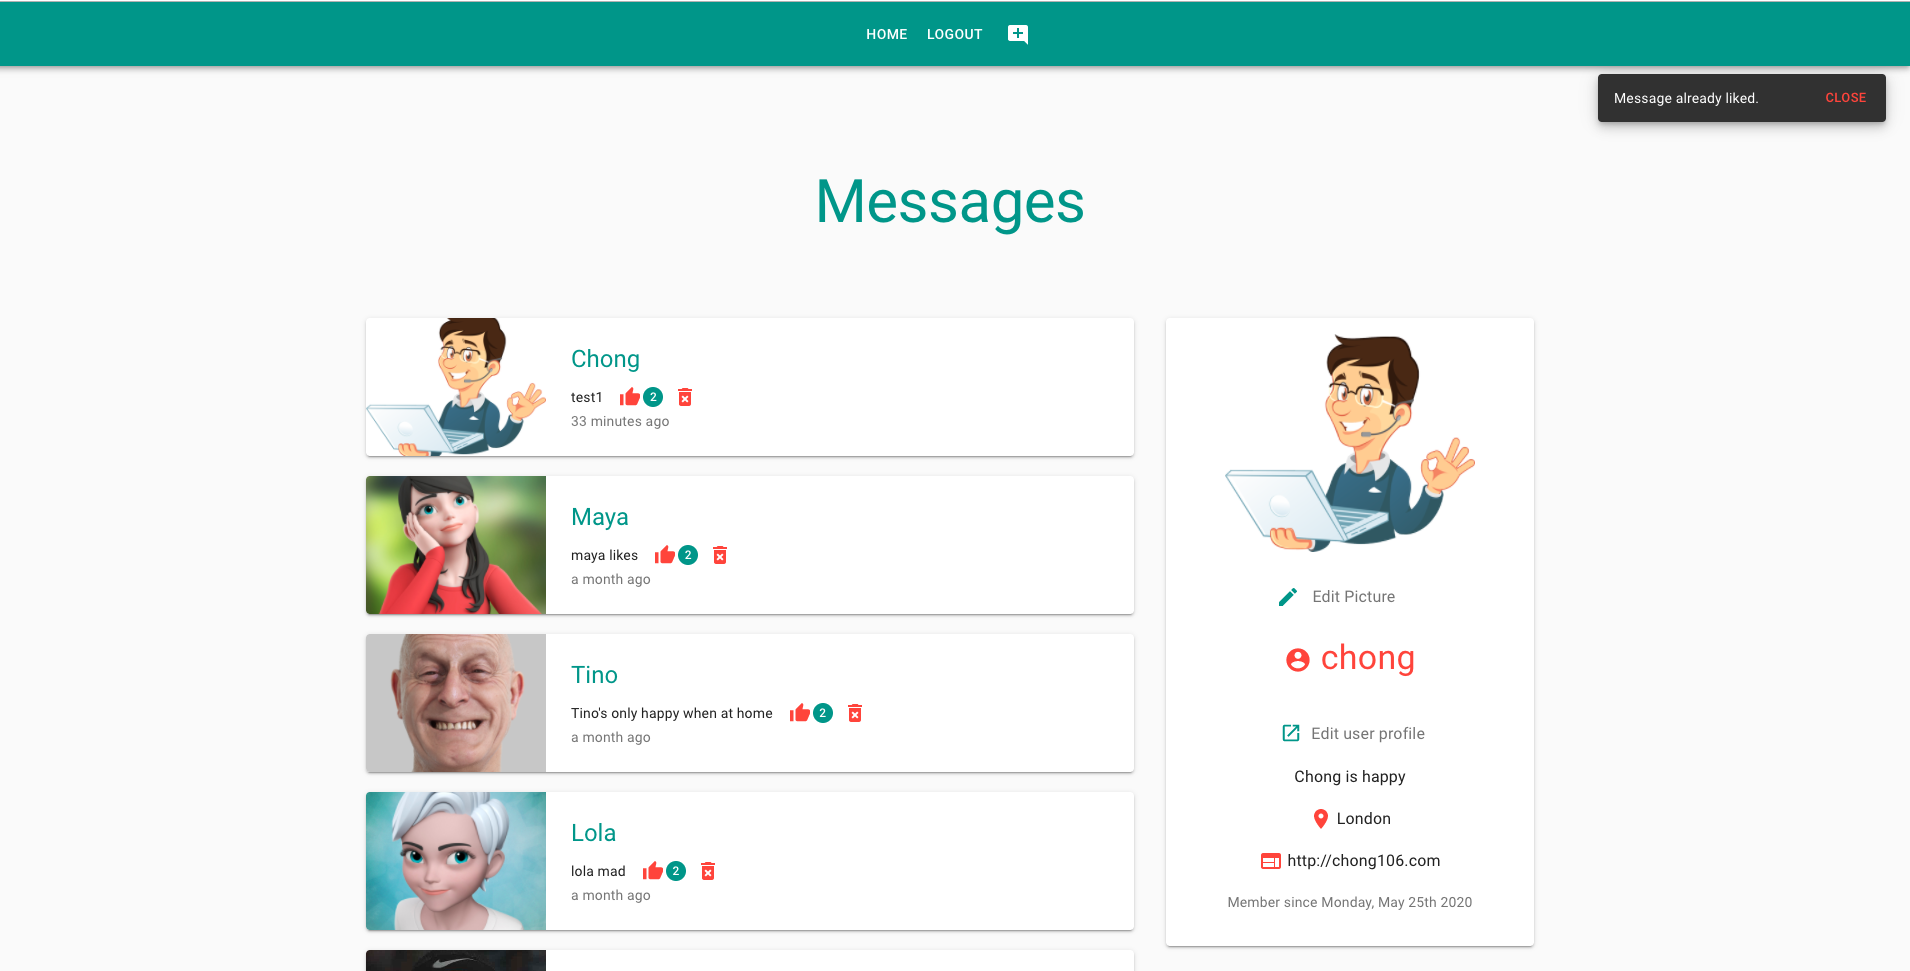 HOME LOGOUT
Message already liked. CLOSE
Messages
Chong
test1 2
33 minutes ago
Maya
maya likes 2
a month ago
Tino
Tino's only happy when at home 2
a month ago
Lola
lola mad 2
a month ago
Edit Picture
chong
Edit user profile
Chong is happy
London
http://chong106.com
Member since Monday, May 25th 2020